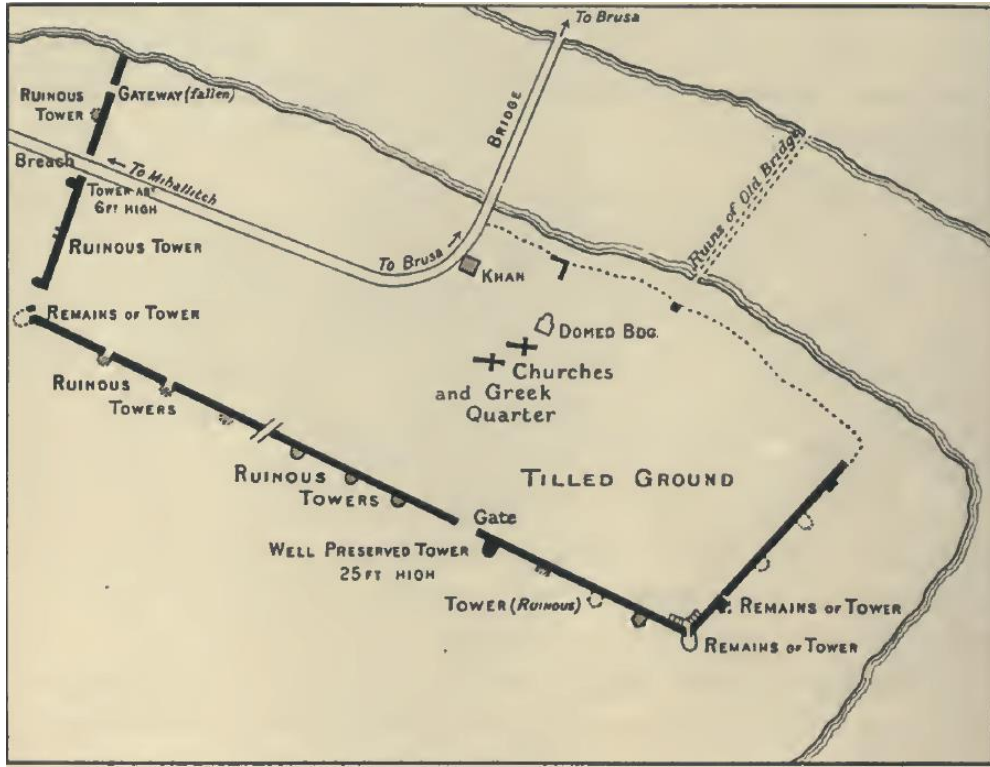 To Brusa
RUINOUS
TOWER
GATEWAY (fallen)
BRIDGE
Ruins of Old Bridge
Breach
To Mihallitch
TOWER ABT
6FT HIGH
RUINOUS TOWER
To Brusa
KHAN
REMAINS OF TOWER
DOMED BDG.
Churches
and Greek
Quarter
RUINOUS
TOWERS
RUINOUS
TOWERS
TILLED GROUND
Gate
WELL PRESERVED TOWER
25 FT HIGH
TOWER (RUINOUS)
REMAINS OF TOWER
REMAINS OF TOWER